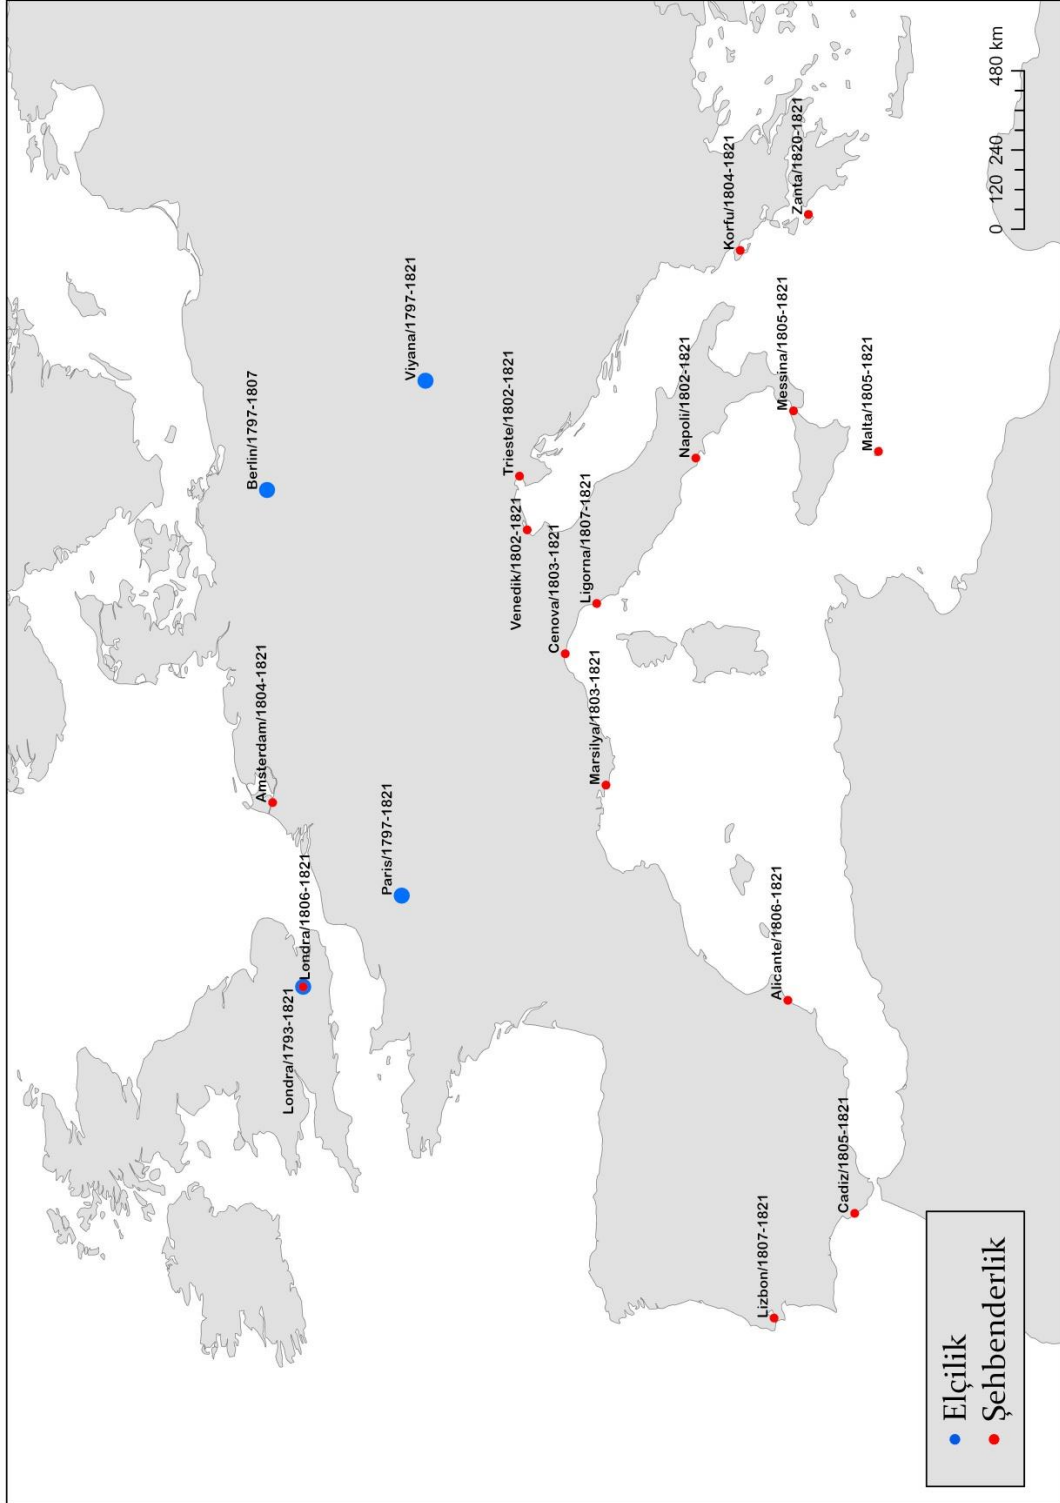 Berlin/1797-1807
Amsterdam/1804-1821
Londra/1793-1821
Londra/1806-1821
Paris/1797-1821
Viyana/1797-1821
Trieste/1802-1821
Venedik/1802-1821
Cenova/1803-1821
Ligorna/1807-1821
Marsilya/1803-1821
Napoli/1802-1821
Korfu/1804-1821
Zanta/1820-1821
Messina/1805-1821
Malta/1805-1821
Alicante/1806-1821
Lizbon/1807-1821
Cadiz/1805-1821
Elçilik
Şehbenderlik
0 120 240 480 km